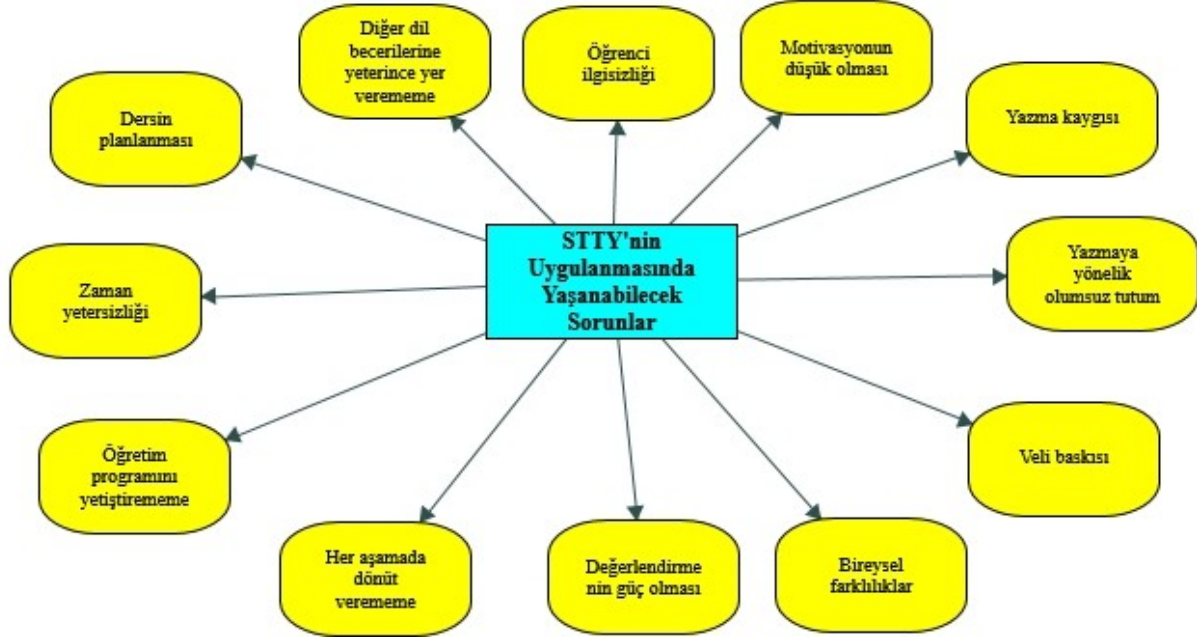 Diğer dil
becerilerine
yeterince yer
verememe
Öğrenci
ilgisizliği
Motivasyonun
düşük olması
Dersin
planlanması
Yazma kaygısı
STTY'nin
Uygulanmasında
Yaşanabilecek
Sorunlar
Zaman
yetersizliği
Yazmaya
yönelik
olumsuz tutum
Öğretim
programını
yetiştirememe
Veli baskısı
Her aşamada
dönüt
verememe
Değerlendirme
nin güç olması
Bireysel
farklılıklar